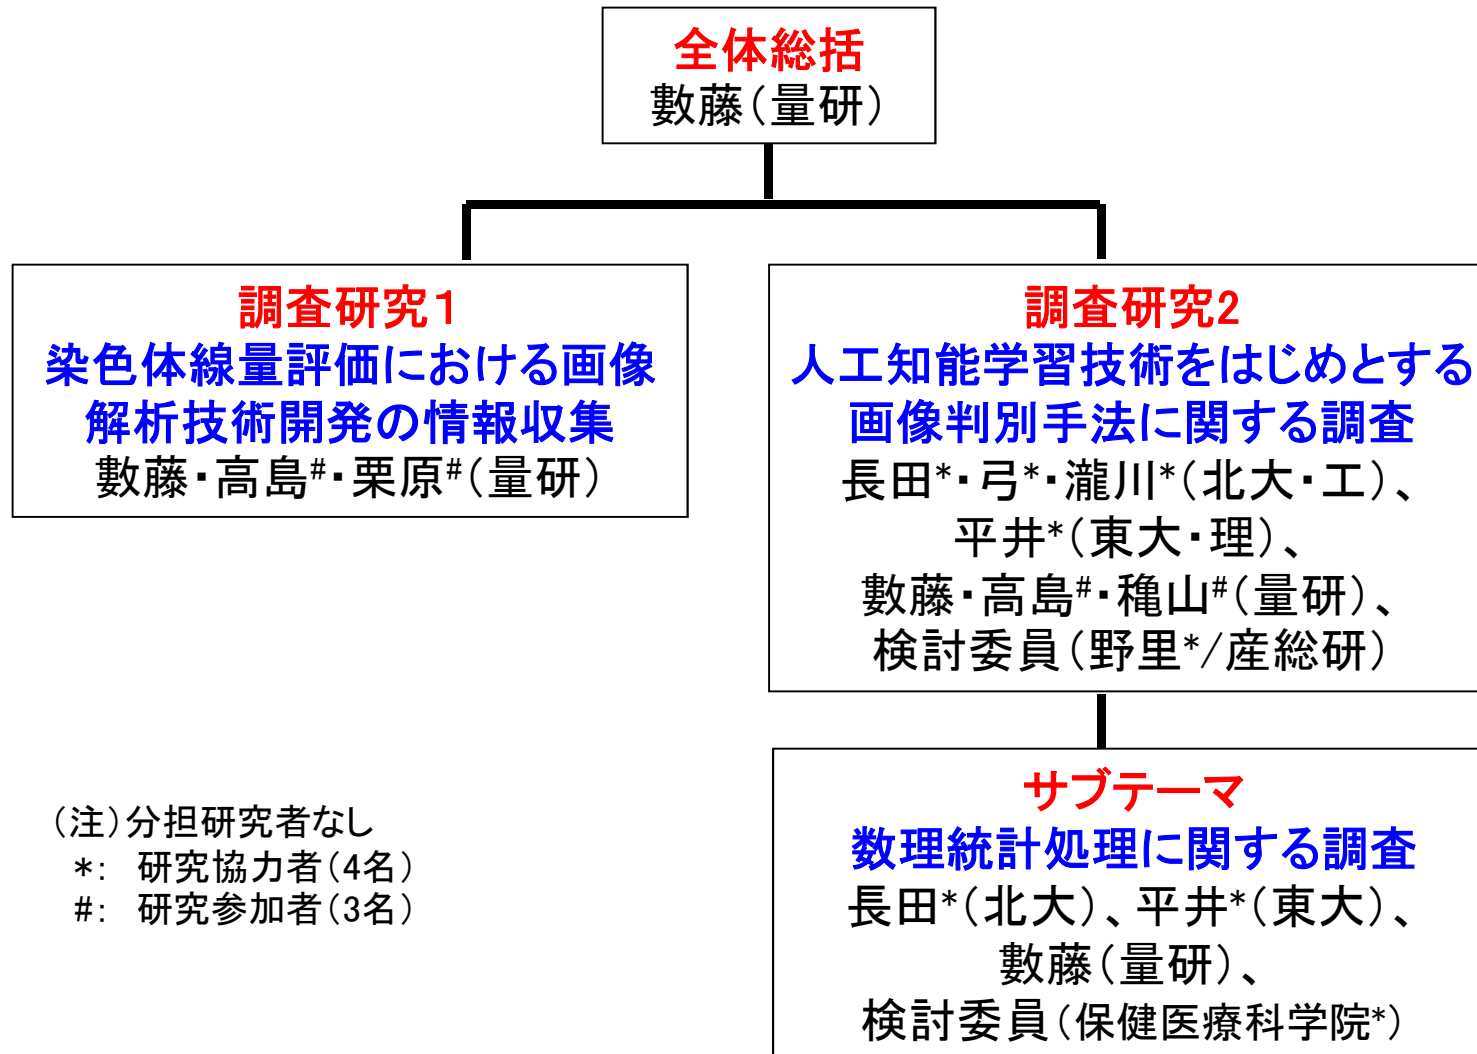 全体総括
數藤（量研）
調査研究１
染色体線量評価における画像
解析技術開発の情報収集
數藤・高島#・栗原#（量研）
調査研究2
人工知能学習技術をはじめとする
画像判別手法に関する調査
長田*・弓*・瀧川*（北大・工）、
平井*（東大・理）、
數藤・高島#・穐山#（量研）、
検討委員（野里*/産総研）
サブテーマ
数理統計処理に関する調査
長田*（北大）、平井*（東大）、
數藤（量研）、
検討委員（保健医療科学院*）
（注）分担研究者なし
*: 研究協力者（4名）
#: 研究参加者（3名）